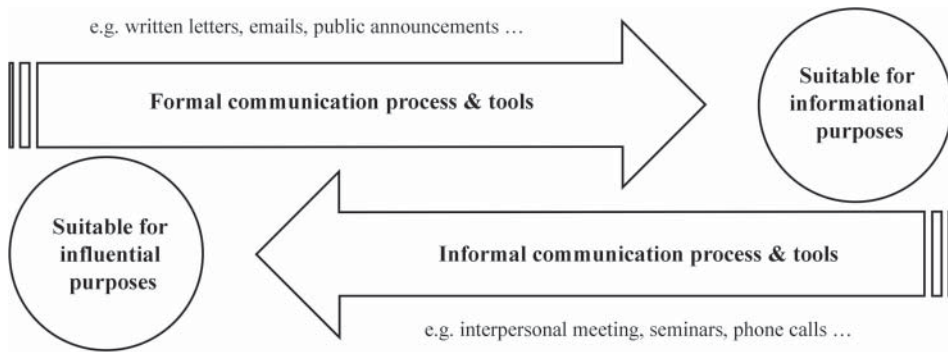 e.g. written letters, emails, public announcements …
Formal communication process & tools
Suitable for
informational
purposes
Suitable for
influential
purposes
Informal communication process & tools
e.g. interpersonal meeting, seminars, phone calls …